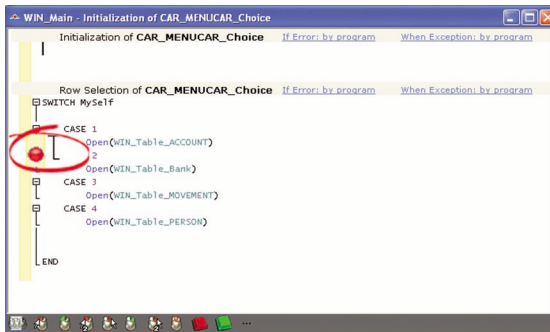 WIN_Main - Initialization of CAR_MENUCAR_Choice
Initialization of CAR_MENUCAR_Choice If Error: by program When Exception: by program
Row Selection of CAR_MENUCAR_Choice If Error: by program When Exception: by program
SWITCH MySelf
CASE 1
Open(WIN_Table_ACCOUNT)
2
Open(WIN_Table_Bank)
CASE 3
Open(WIN_Table_MOVEMENT)
CASE 4
Open(WIN_Table_PERSON)
END